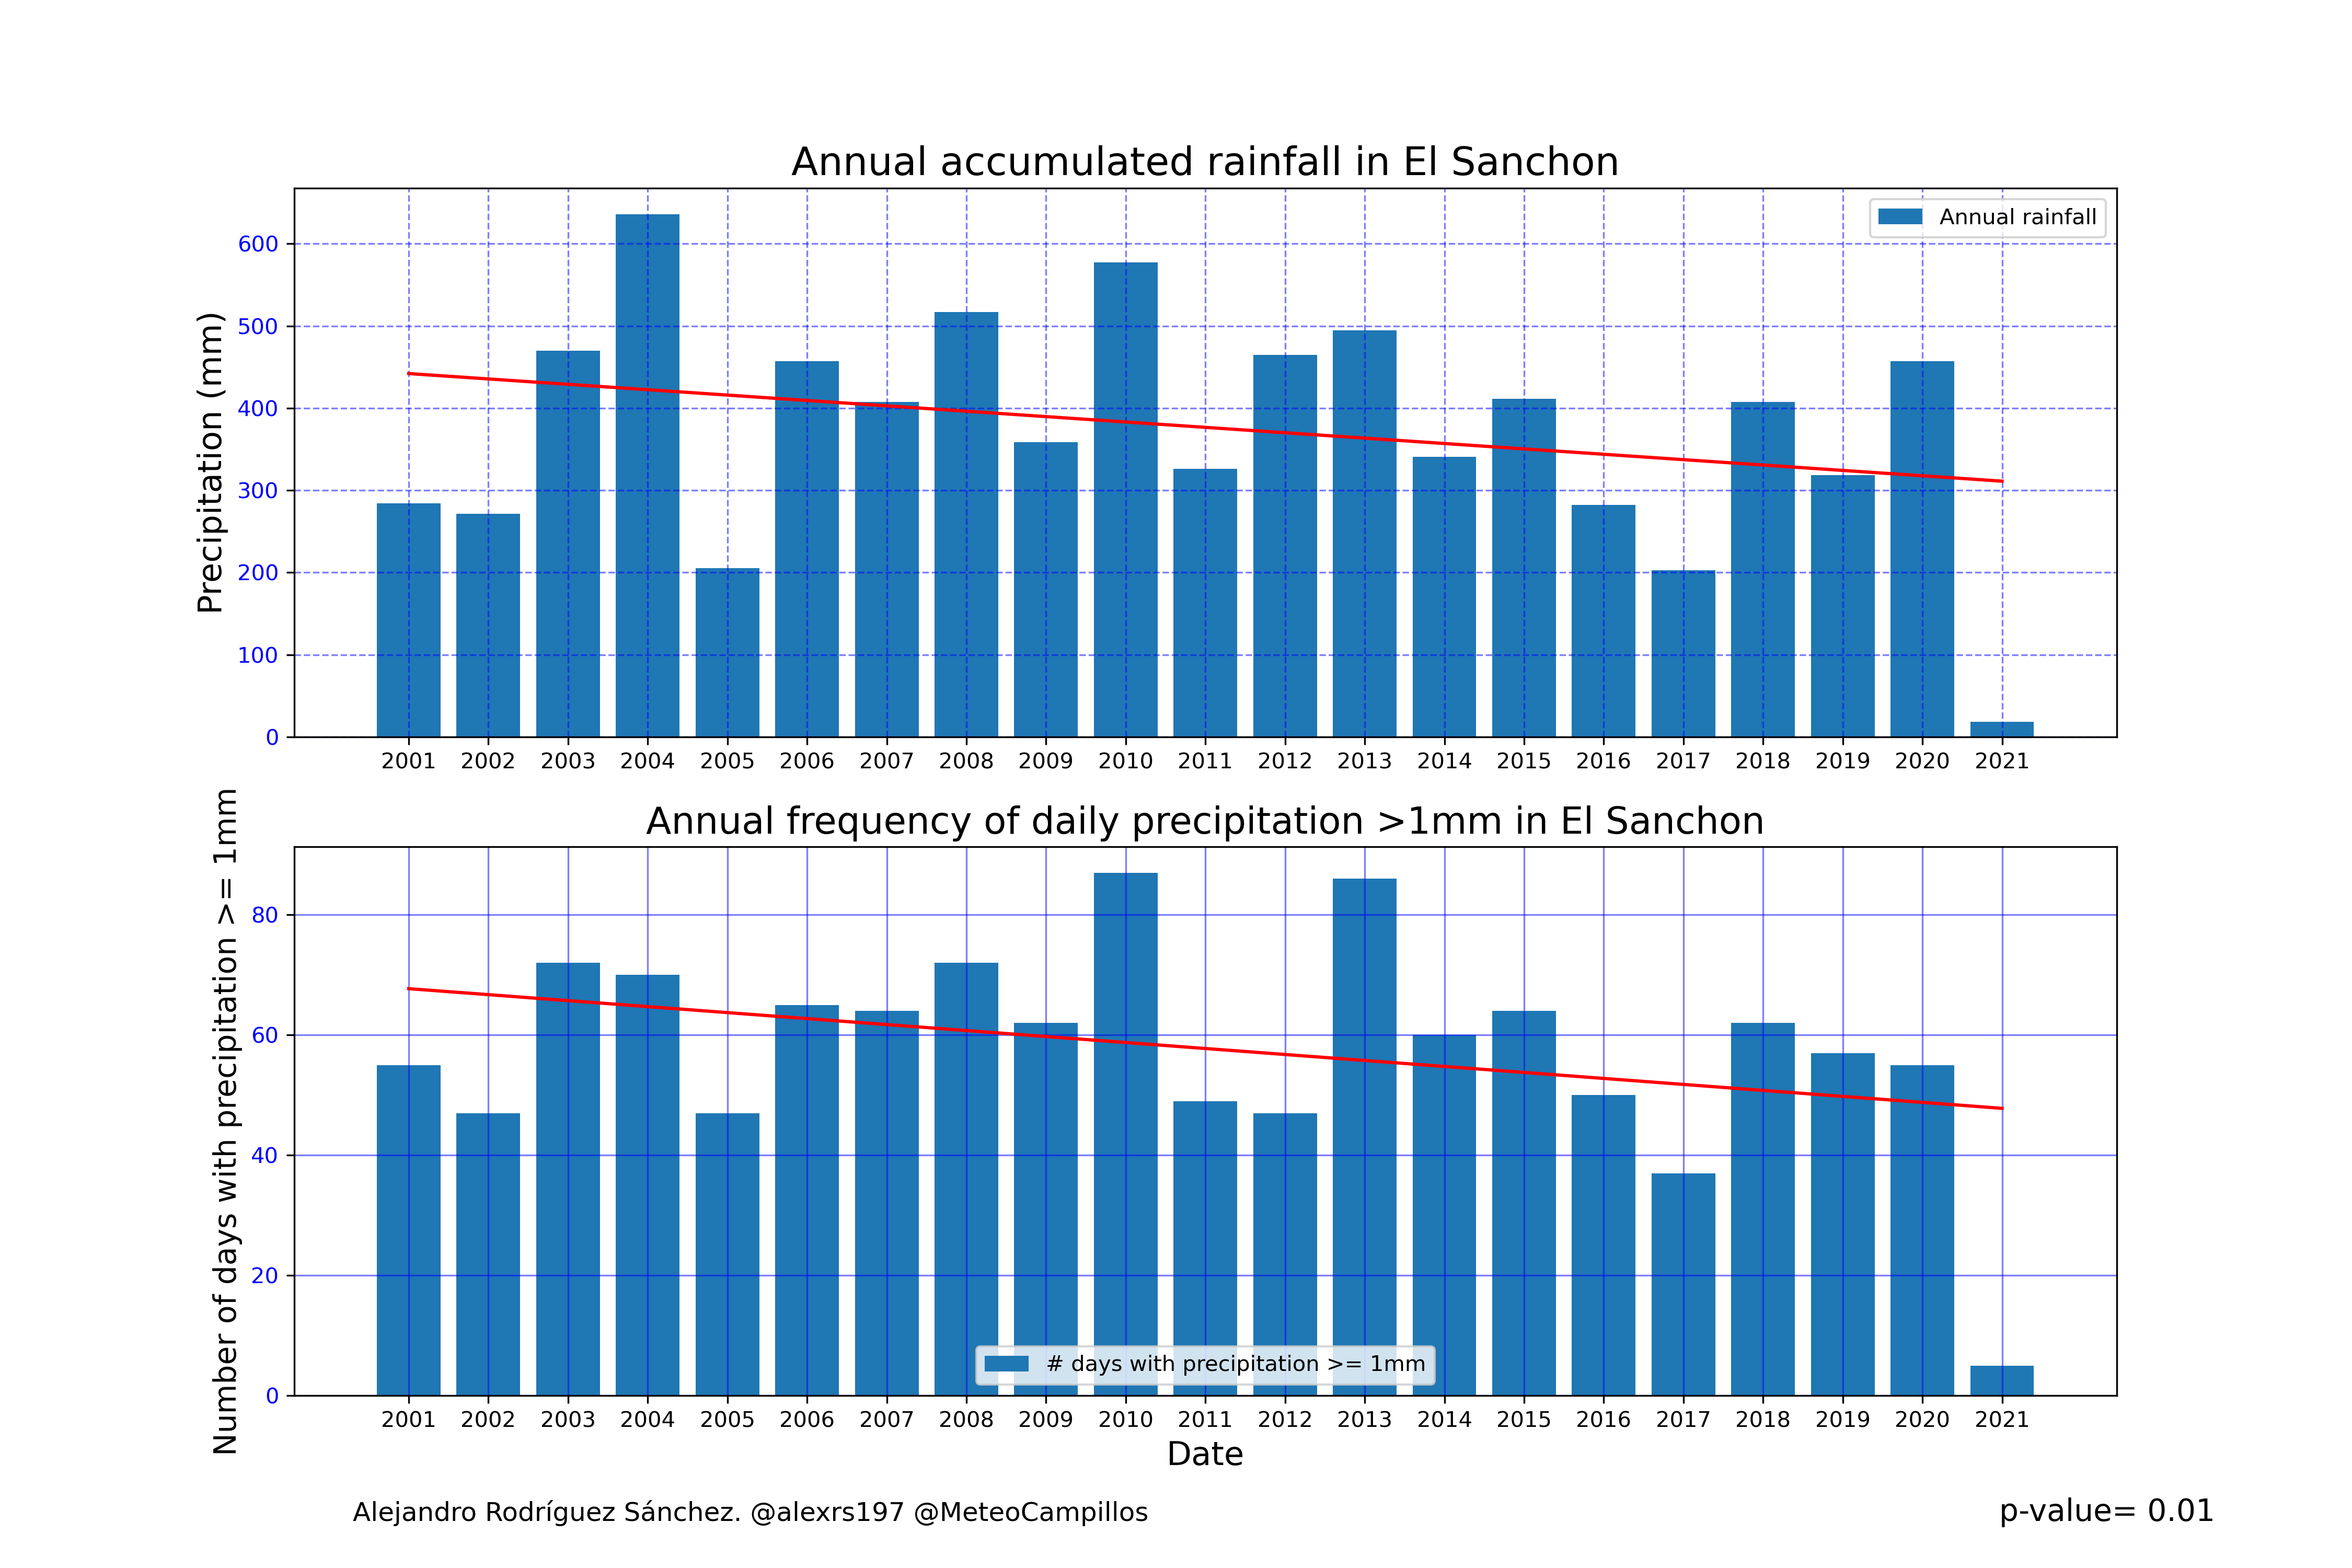 Annual accumulated rainfall in El Sanchon
Annual rainfall
Precipitation (mm)
600
500
400
300
200
100
0
2001 2002 2003 2004 2005 2006 2007 2008 2009 2010 2011 2012 2013 2014 2015 2016 2017 2018 2019 2020 2021
Annual frequency of daily precipitation >1mm in El Sanchon
Number of days with precipitation >= 1mm
80
60
40
20
0
# days with precipitation >= 1mm
2001 2002 2003 2004 2005 2006 2007 2008 2009 2010 2011 2012 2013 2014 2015 2016 2017 2018 2019 2020 2021
Date
Alejandro Rodríguez Sánchez. @alexrs197 @MeteoCampillos
p-value= 0.01